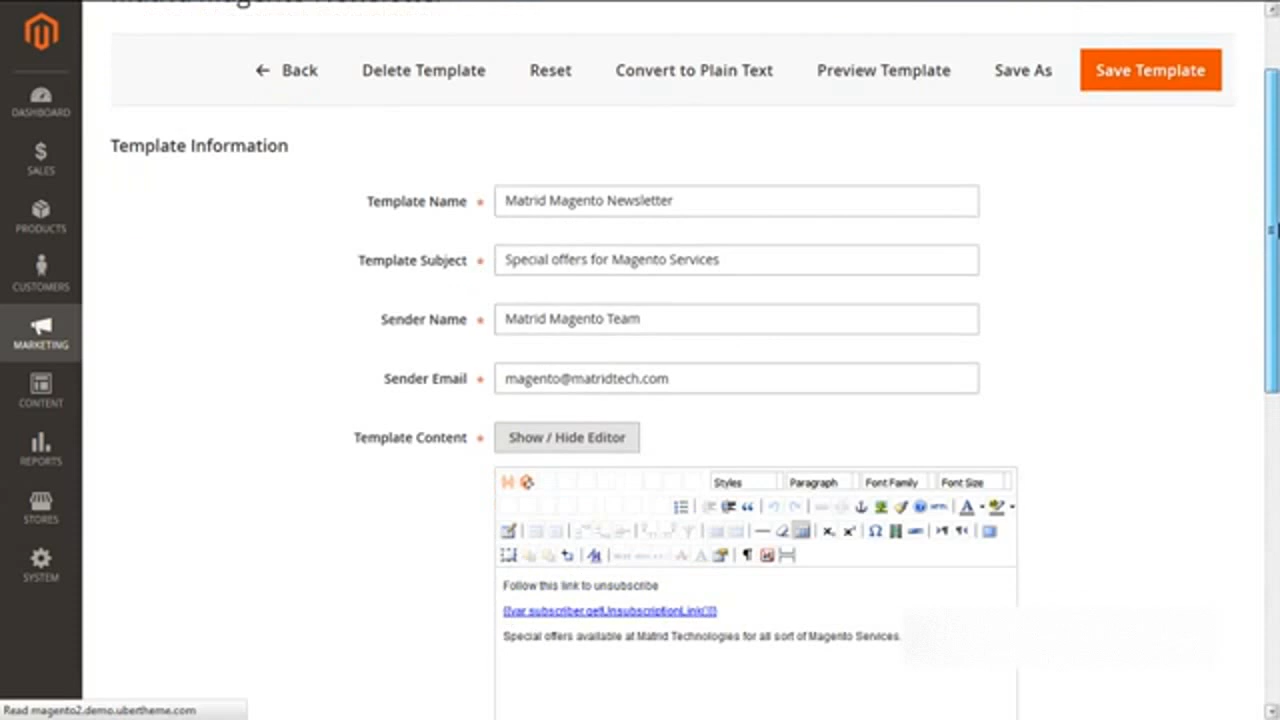 Back Delete Template Reset Convert to Plain Text Preview Template Save As Save Template
DASHBOARD
SALES
PRODUCTS
CUSTOMERS
MARKETING
CONTENT
REPORTS
STORES
SYSTEM
Template Information
Template Name * Matrid Magento Newsletter
Template Subject * Special offers for Magento Services
Sender Name * Matrid Magento Team
Sender Email * magento@matridtech.com
Template Content * Show / Hide Editor
Styles Paragraph Font Family Font Size
Follow this link to unsubscribe
{{var subscriber.getUnsubscriptionLink()}}
Special offers available at Matrid Technologies for all sort of Magento Services.
Read magento2.demo.ubertheme.com